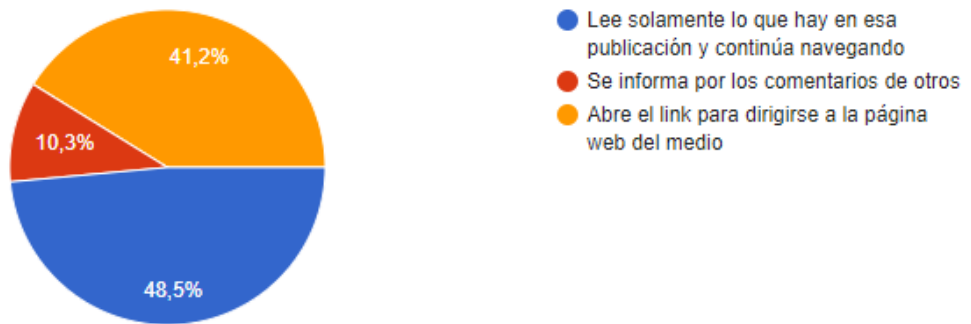 41,2%
10,3%
48,5%
Lee solamente lo que hay en esa
publicación y continúa navegando
Se informa por los comentarios de otros
Abre el link para dirigirse a la página
web del medio